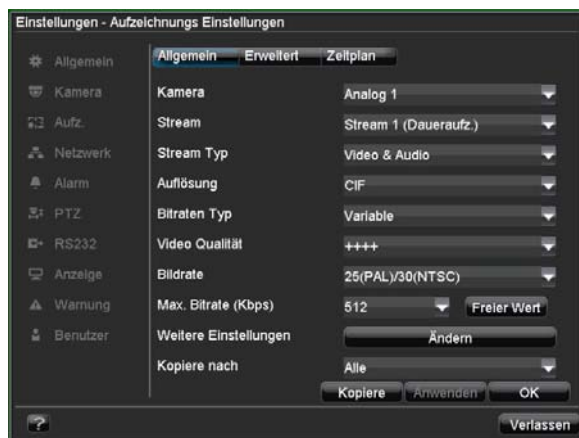 Einstellungen - Aufzeichnungs Einstellungen
Allgemein Erweitert Zeitplan
Allgemein
Kamera
Aufz.
Netzwerk
Alarm
PTZ
RS232
Anzeige
Warnung
Benutzer
Kamera Analog 1
Stream Stream 1 (Daueraufz.)
Stream Typ Video & Audio
Auflösung CIF
Bitraten Typ Variable
Video Qualität ++++
Bildrate 25(PAL)/30(NTSC)
Max. Bitrate (Kbps) 512 Freier Wert
Weitere Einstellungen Ändern
Kopiere nach Alle
Kopiere Anwenden OK
? Verlassen